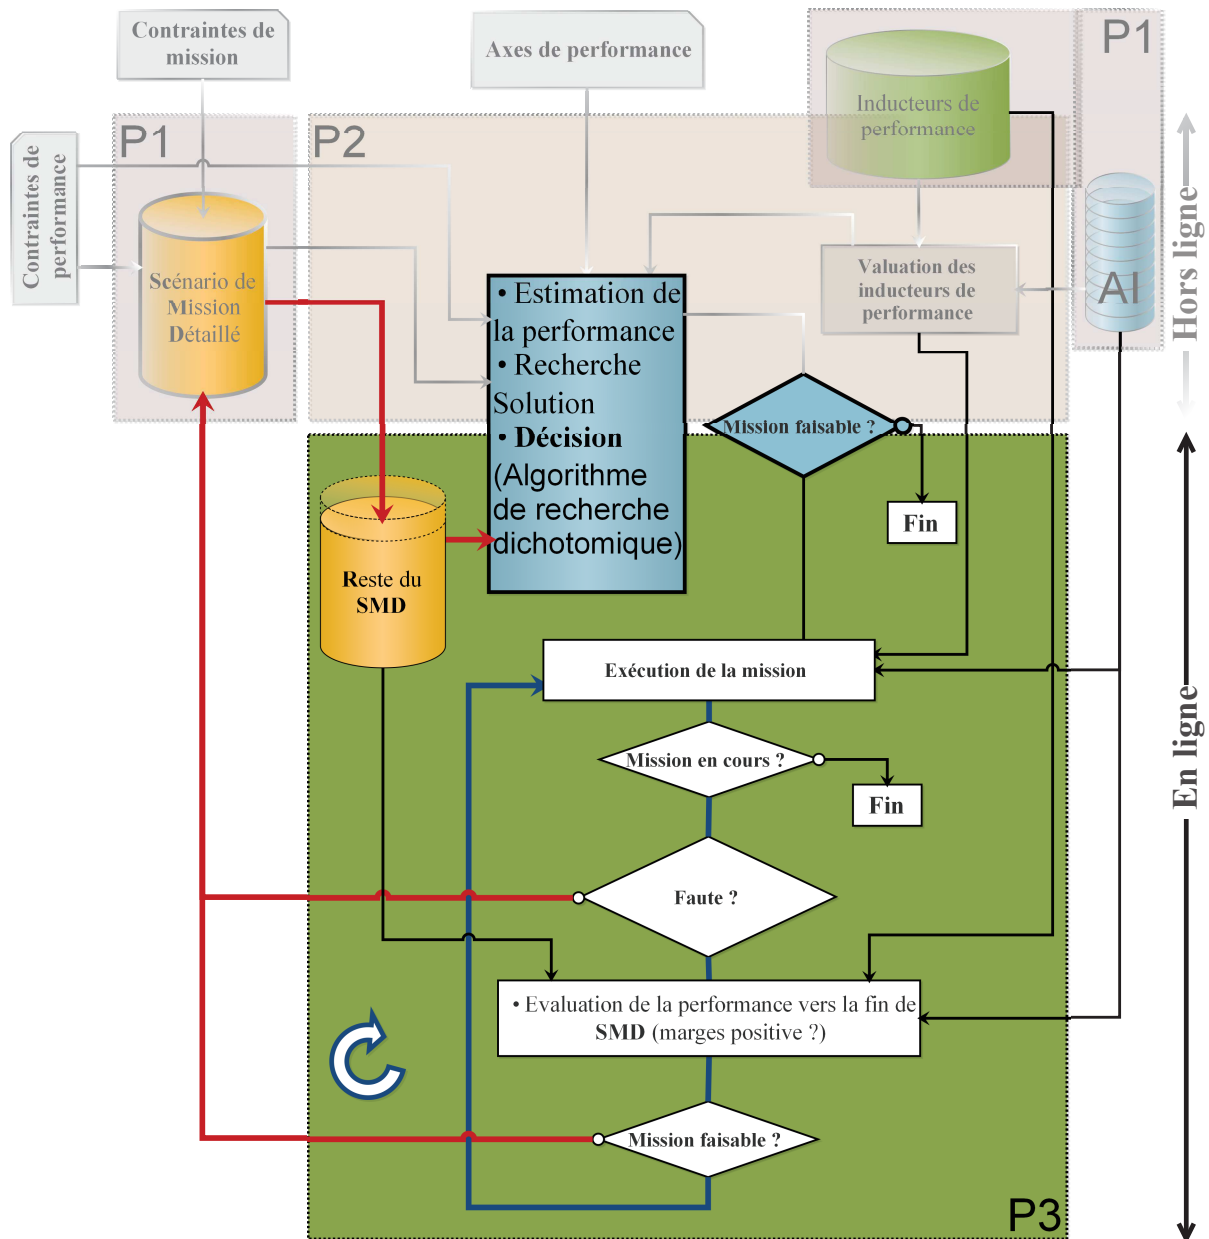 Contraintes de
mission
Axes de performance
P1
Inducteurs de
performance
P1
P2
Contraintes de
performance
Scénario de
Mission
Détaillé
Valuation des
inducteurs de
performance
AI
Hors ligne
• Estimation de
la performance
• Recherche
Solution
• Décision
(Algorithme
de recherche
dichotomique)
Mission faisable ?
Fin
Reste du
SMD
Exécution de la mission
Mission en cours ?
Fin
En ligne
Faute ?
• Evaluation de la performance vers la fin de
SMD (marges positive ?)
Mission faisable ?
P3